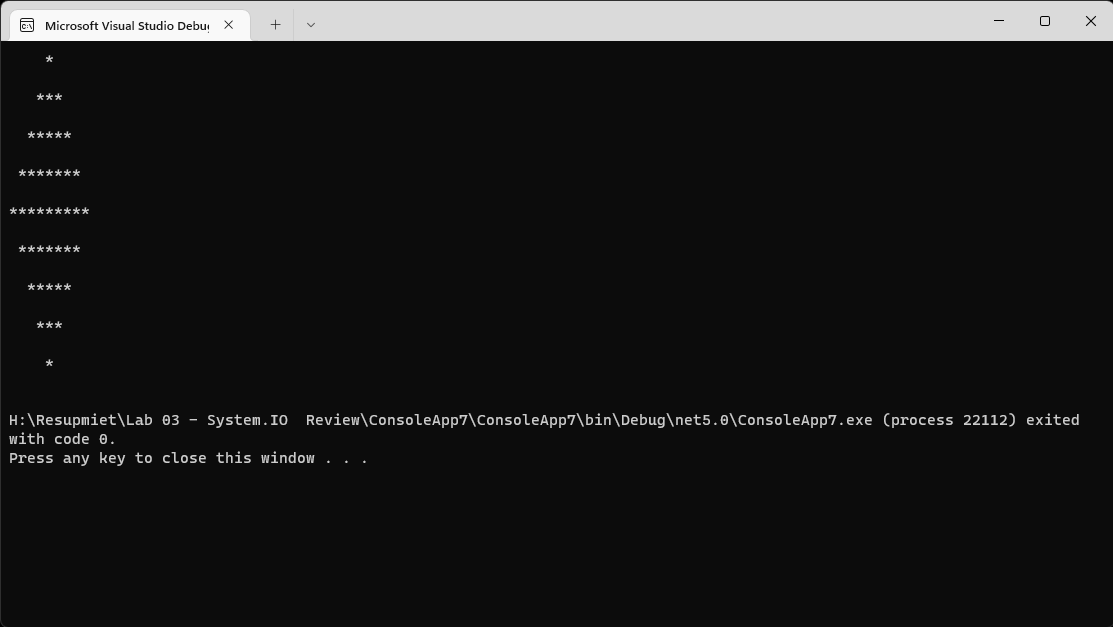 Microsoft Visual Studio Debu
    *
   ***
  *****
 *******
*********
 *******
  *****
   ***
    *
H:\Resupmiet\Lab 03 - System.IO  Review\ConsoleApp7\ConsoleApp7\bin\Debug\net5.0\ConsoleApp7.exe (process 22112) exited
with code 0.
Press any key to close this window . . .